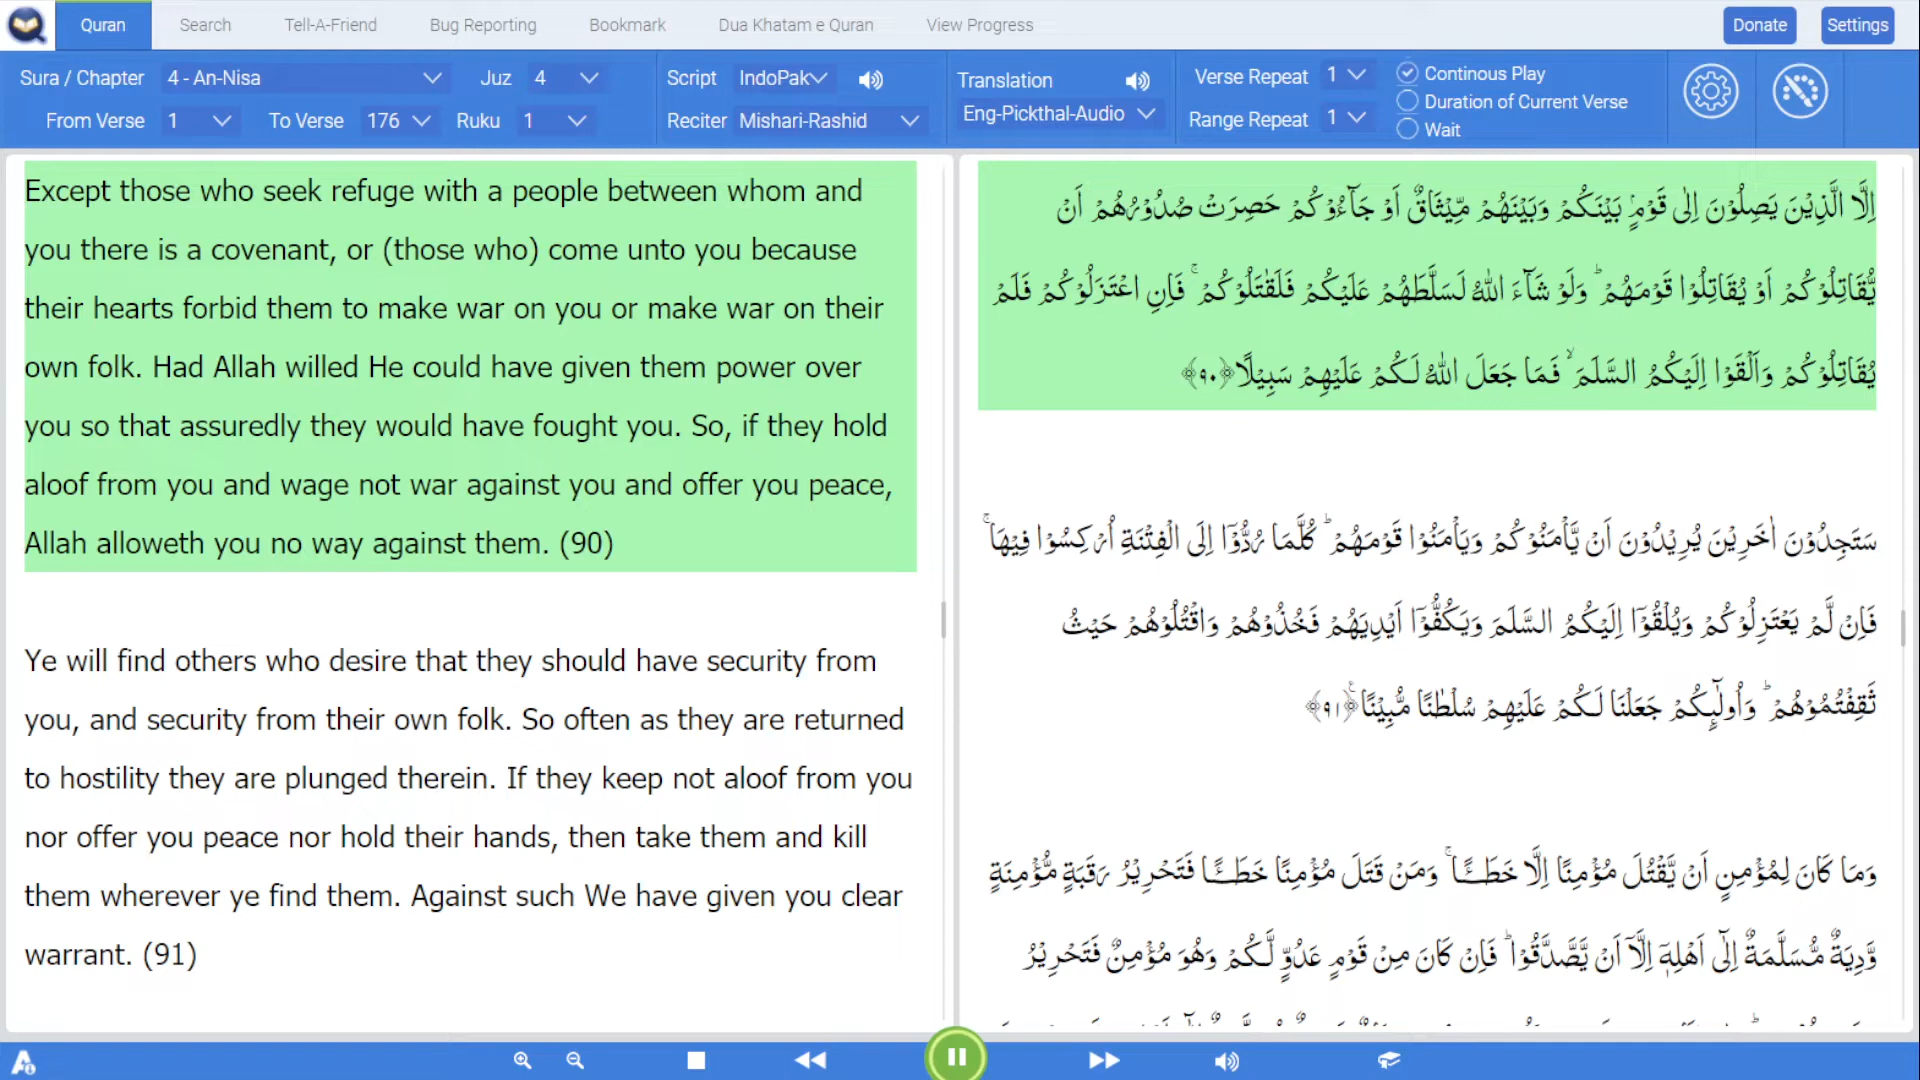 Quran Search Tell-A-Friend Bug Reporting Bookmark Dua Khatam e Quran View Progress Donate Settings
Sura / Chapter 4 - An-Nisa Juz 4 Script IndoPak Translation Verse Repeat 1 Continous Play
From Verse 1 To Verse 176 Ruku 1 Reciter Mishari-Rashid Eng-Pickthal-Audio Range Repeat 1 Duration of Current Verse
Wait
Except those who seek refuge with a people between whom and
you there is a covenant, or (those who) come unto you because
their hearts forbid them to make war on you or make war on their
own folk. Had Allah willed He could have given them power over
you so that assuredly they would have fought you. So, if they hold
aloof from you and wage not war against you and offer you peace,
Allah alloweth you no way against them. (90)
Ye will find others who desire that they should have security from
you, and security from their own folk. So often as they are returned
to hostility they are plunged therein. If they keep not aloof from you
nor offer you peace nor hold their hands, then take them and kill
them wherever ye find them. Against such We have given you clear
warrant. (91)
اِلَّا الَّذِيْنَ يَصِلُوْنَ اِلٰى قَوْمٍۭ بَيْنَكُمْ وَبَيْنَهُمْ مِّيْثَاقٌ اَوْ جَآءُوْكُمْ حَصِرَتْ صُدُوْرُهُمْ اَنْ
يُّقَاتِلُوْكُمْ اَوْ يُقَاتِلُوْا قَوْمَهُمْ‌ ؕ وَلَوْ شَآءَ اللّٰهُ لَسَلَّطَهُمْ عَلَيْكُمْ فَلَقٰتَلُوْكُمْ‌ ۚ فَاِنِ اعْتَزَلُوْكُمْ فَلَمْ
يُقَاتِلُوْكُمْ وَاَلْقَوْا اِلَيْكُمُ السَّلَمَ ۙ فَمَا جَعَلَ اللّٰهُ لَـكُمْ عَلَيْهِمْ سَبِيْلًا‏﴿۹۰﴾
سَتَجِدُوْنَ اٰخَرِيْنَ يُرِيْدُوْنَ اَنْ يَّاْمَنُوْكُمْ وَيَاْمَنُوْا قَوْمَهُمْ ؕ كُلَّمَا رُدُّوْۤا اِلَى الْفِتْنَةِ اُرْكِسُوْا فِيْهَا‌ ۚ
فَاِنْ لَّمْ يَعْتَزِلُوْكُمْ وَيُلْقُوْۤا اِلَيْكُمُ السَّلَمَ وَيَكُفُّوْۤا اَيْدِيَهُمْ فَخُذُوْهُمْ وَاقْتُلُوْهُمْ حَيْثُ
ثَقِفْتُمُوْهُمْ‌ ؕ وَاُولٰٓٮِٕكُمْ جَعَلْنَا لَـكُمْ عَلَيْهِمْ سُلْطٰنًا مُّبِيْنًا‏﴿۹۱﴾
وَمَا كَانَ لِمُؤْمِنٍ اَنْ يَّقْتُلَ مُؤْمِنًا اِلَّا خَطَـــًٔا‌ ۚ وَمَنْ قَتَلَ مُؤْمِنًا خَطَـــًٔا فَتَحْرِيْرُ رَقَبَةٍ مُّؤْمِنَةٍ
وَّدِيَةٌ مُّسَلَّمَةٌ اِلٰٓى اَهْلِهٖۤ اِلَّاۤ اَنْ يَّصَّدَّقُوْا‌ ؕ فَاِنْ كَانَ مِنْ قَوْمٍ عَدُوٍّ لَّـكُمْ وَهُوَ مُؤْمِنٌ فَتَحْرِيْرُ